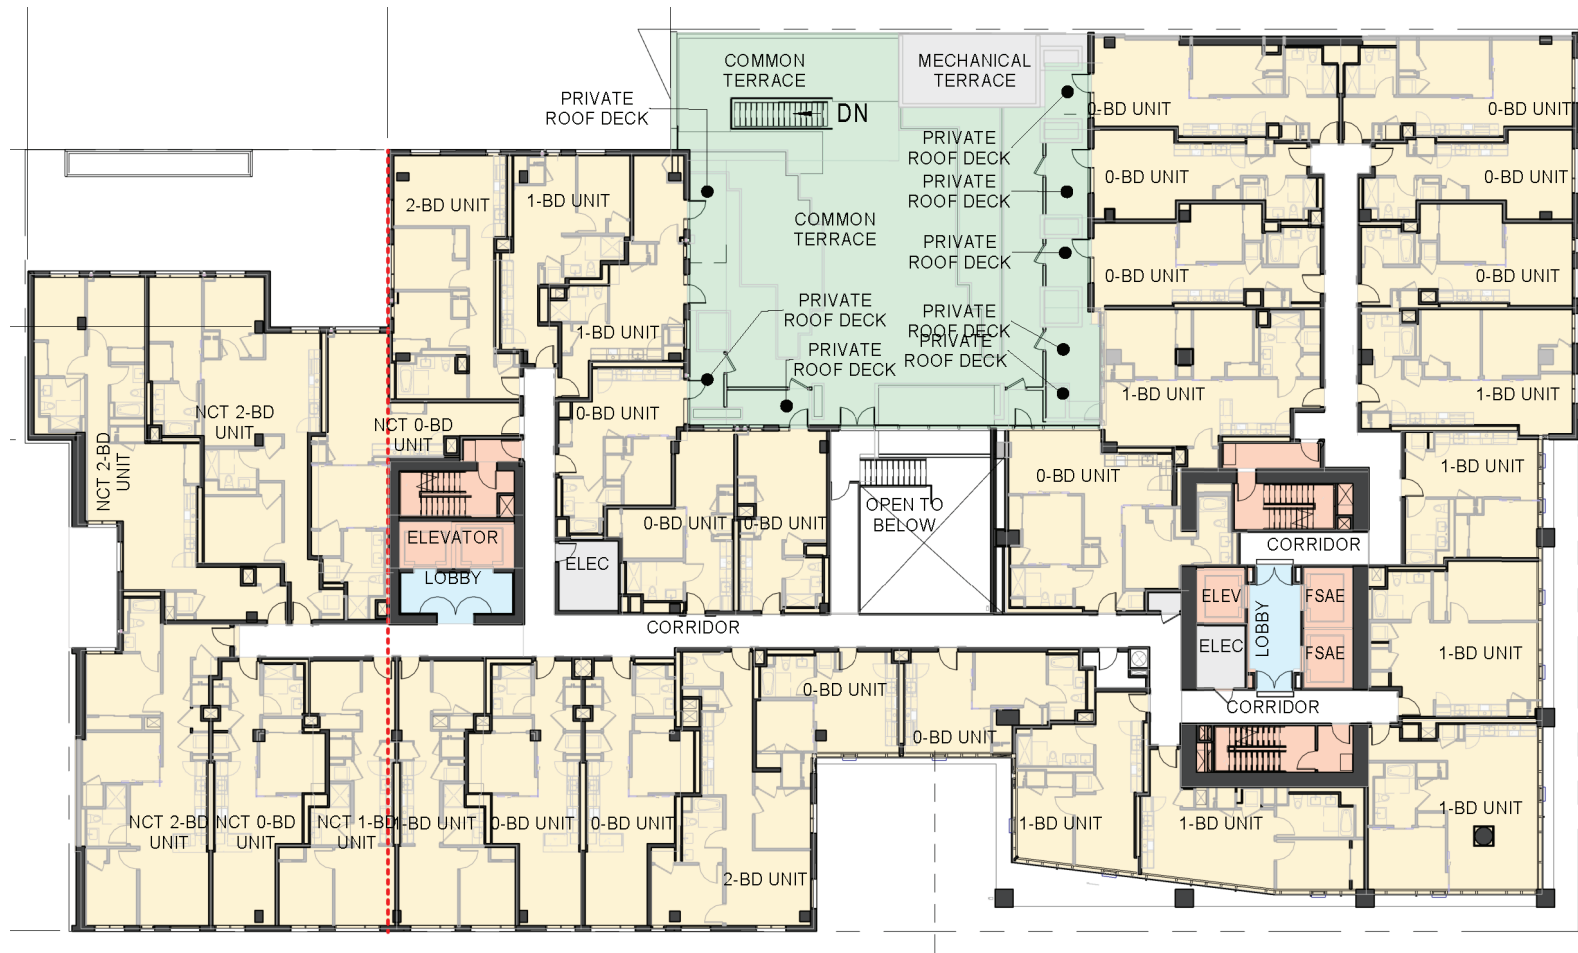 COMMON
TERRACE
MECHANICAL
TERRACE
PRIVATE
ROOF DECK
DN
0-BD UNIT
0-BD UNIT
PRIVATE
ROOF DECK
0-BD UNIT
0-BD UNIT
PRIVATE
ROOF DECK
2-BD UNIT
1-BD UNIT
COMMON
TERRACE
PRIVATE
ROOF DECK
0-BD UNIT
0-BD UNIT
PRIVATE
ROOF DECK
PRIVATE
ROOF DECK
1-BD UNIT
PRIVATE
ROOF DECK
PRIVATE
ROOF DECK
1-BD UNIT
1-BD UNIT
NCT 2-BD
UNIT
NCT 0-BD
UNIT
0-BD UNIT
NCT 2-BD
UNIT
1-BD UNIT
0-BD UNIT
0-BD UNIT
0-BD UNIT
OPEN TO
BELOW
ELEVATOR
CORRIDOR
ELEC
LOBBY
ELEV
FSAE
LOBBY
CORRIDOR
ELEC
FSAE
1-BD UNIT
0-BD UNIT
CORRIDOR
0-BD UNIT
NCT 2-BD
UNIT
NCT 0-BD
UNIT
NCT 1-BD
UNIT
1-BD UNIT
0-BD UNIT
0-BD UNIT
1-BD UNIT
1-BD UNIT
1-BD UNIT
2-BD UNIT